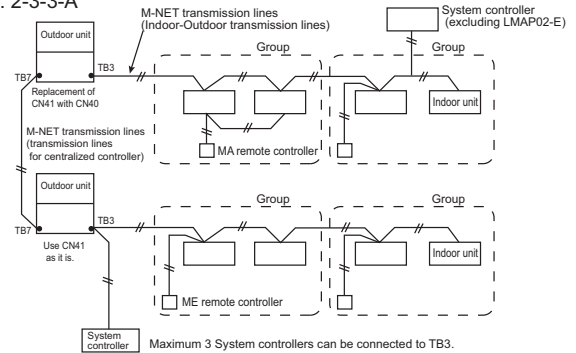 . 2-3-3-A
M-NET transmission lines
(Indoor-Outdoor transmission lines)
System controller
(excluding LMAP02-E)
Outdoor unit
Group
Group
TB3
TB7
Replacement of
CN41 with CN40
Indoor unit
M-NET transmission lines
(transmission lines
for centralized controller)
MA remote controller
Outdoor unit
Group
Group
TB3
TB7
Use CN41
as it is.
Indoor unit
ME remote controller
System
controller
Maximum 3 System controllers can be connected to TB3.